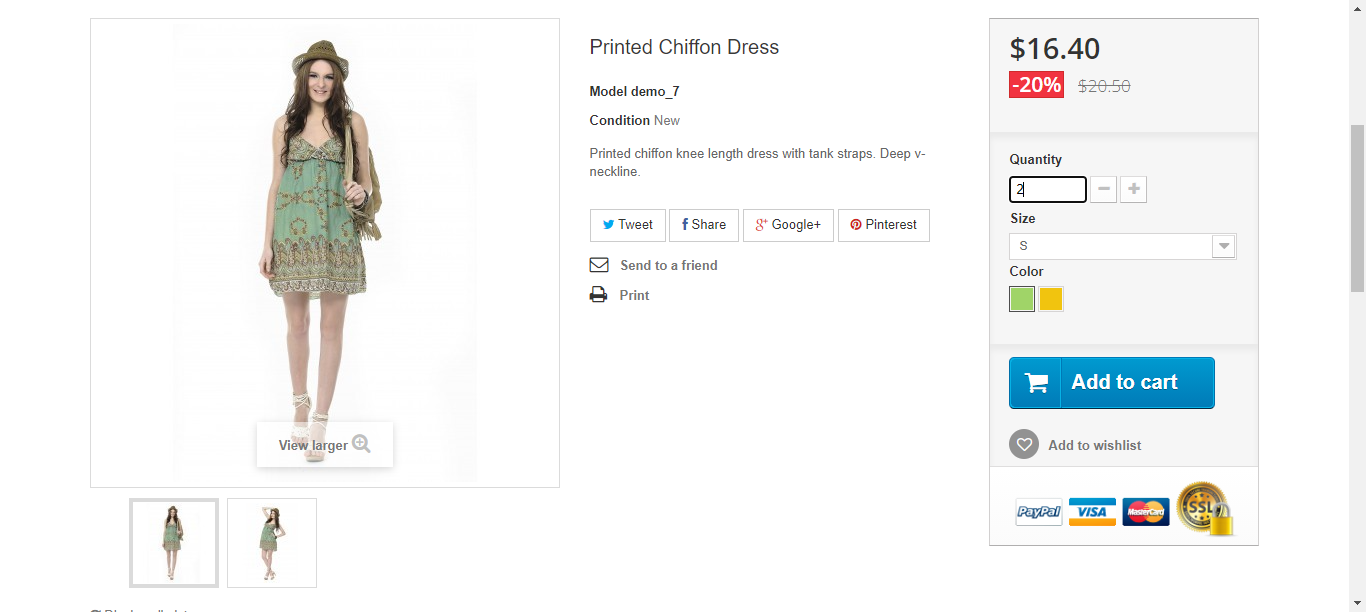 Printed Chiffon Dress
Model demo_7
Condition New
Printed chiffon knee length dress with tank straps. Deep v-
neckline.
Tweet
Share
Google+
Pinterest
Send to a friend
Print
View larger
$16.40
-20% $20.50
Quantity
2
Size
S
Color
Add to cart
Add to wishlist
PayPal VISA MasterCard SSL